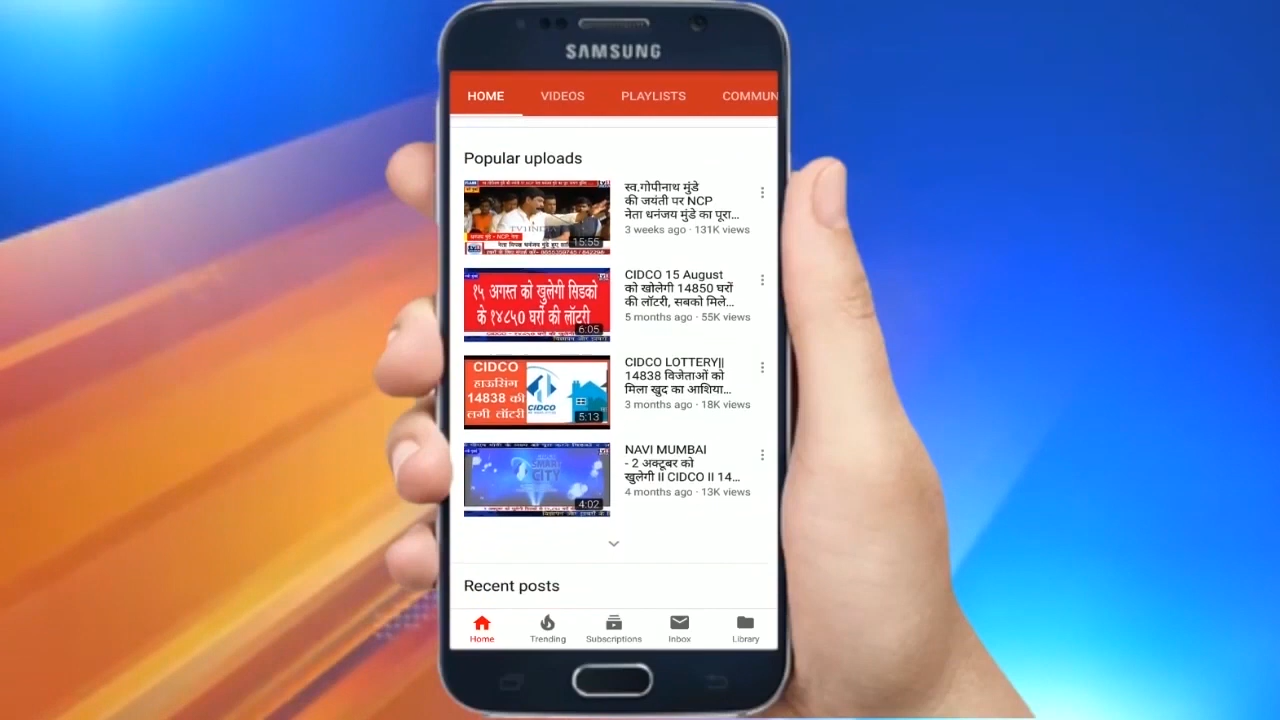 SAMSUNG
HOME
VIDEOS
PLAYLISTS
COMMUN
Popular uploads
स्व.गोपीनाथ मुंडे
की जयंती पर NCP
नेता धनंजय मुंडे का पूरा...
3 weeks ago · 131K views
धनंजय मुंडे - NCP, नेता
15:55
CIDCO 15 August
को खोलेगी 14850 घरों
की लॉटरी, सबको मिले...
5 months ago · 55K views
१५ अगस्त को खुलेगी सिडको
के १४८५० घरों की लॉटरी
6:05
CIDCO LOTTERY||
14838 विजेताओं को
मिला खुद का आशिया...
3 months ago · 18K views
CIDCO
हाऊसिंग
14838 की
लगी लॉटरी
CIDCO
5:13
NAVI MUMBAI
- 2 अक्टूबर को
खुलेगी II CIDCO II 14...
4 months ago · 13K views
SMART
CITY
4:02
Recent posts
Home
Trending
Subscriptions
Inbox
Library